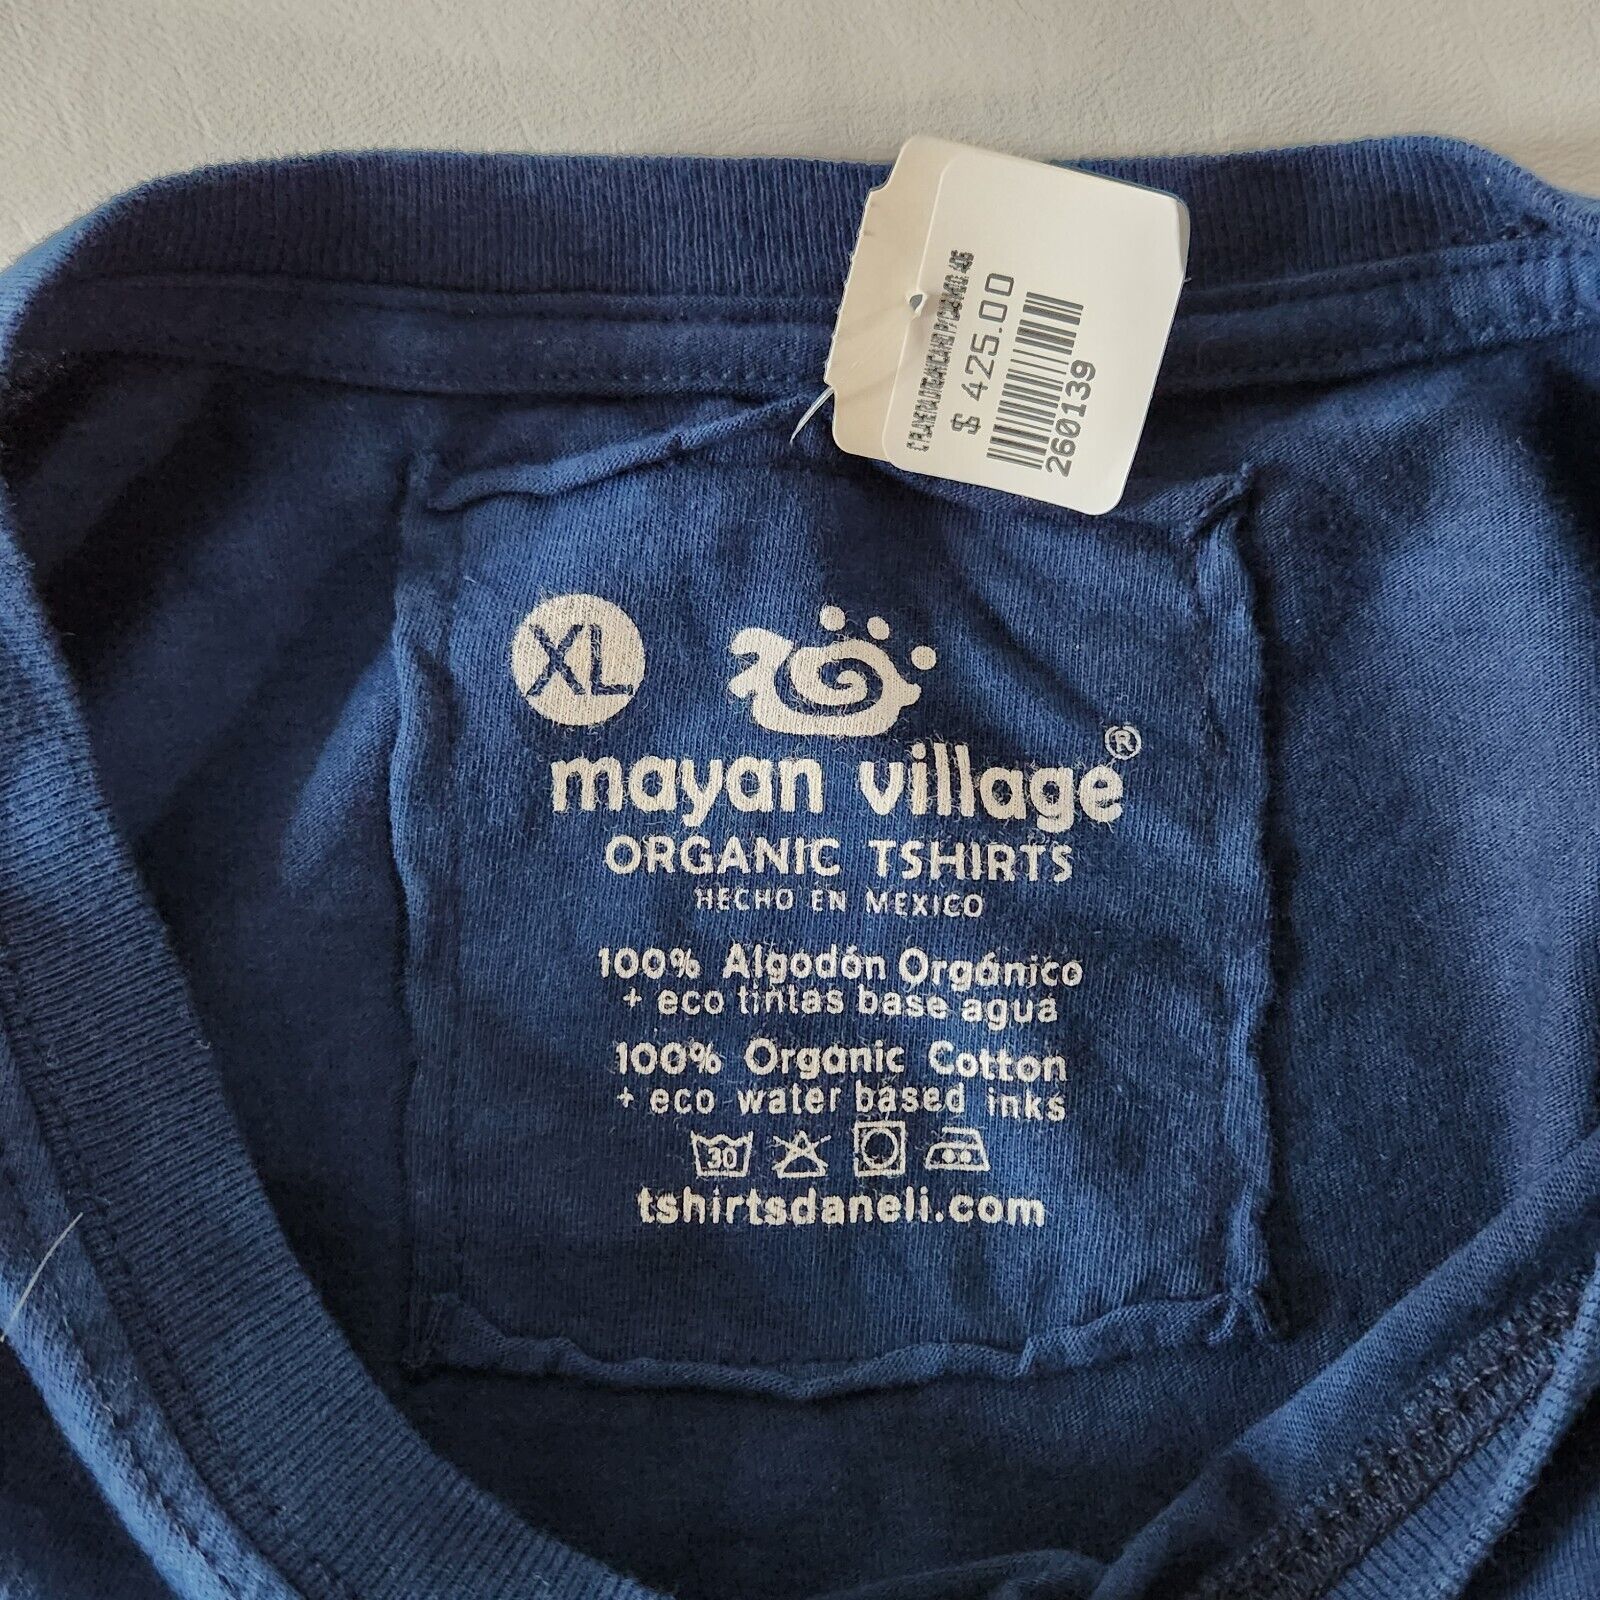 $ 425.00
260139
XL
mayan village®
ORGANIC TSHIRTS
HECHO EN MEXICO
100% Algodón Orgánico
+ eco tintas base agua
100% Organic Cotton
+ eco water based inks
30
tshirtsdaneli.com